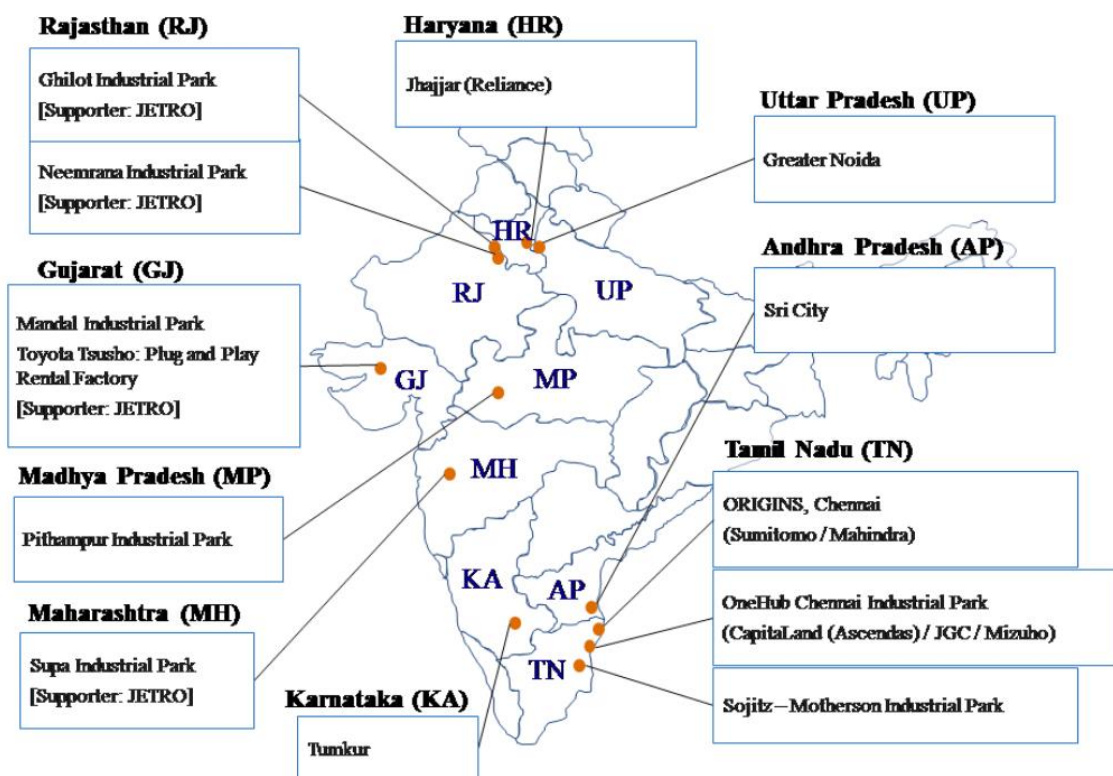 Rajasthan (RJ)
Ghilot Industrial Park
[Supporter: JETRO]
Neemrana Industrial Park
[Supporter: JETRO]
Haryana (HR)
Jhajjar (Reliance)
Uttar Pradesh (UP)
Greater Noida
Gujarat (GJ)
Mandal Industrial Park
Toyota Tsusho: Plug and Play
Rental Factory
[Supporter: JETRO]
Andhra Pradesh (AP)
Sri City
Madhya Pradesh (MP)
Pithampur Industrial Park
Tamil Nadu (TN)
ORIGINS, Chennai
(Sumitomo / Mahindra)
OneHub Chennai Industrial Park
(CapitaLand (Ascendas) / JGC / Mizuho)
Sojitz – Motherson Industrial Park
Maharashtra (MH)
Supa Industrial Park
[Supporter: JETRO]
Karnataka (KA)
Tumkur
HR
RJ
UP
GJ
MP
MH
KA
AP
TN